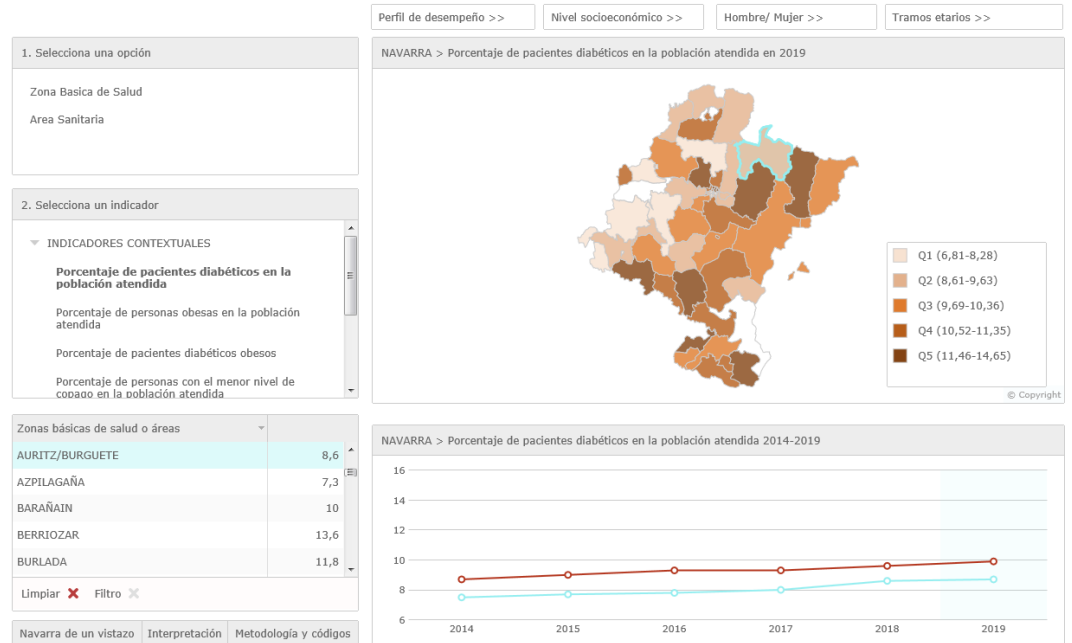 Perfil de desempeño >>
Nivel socioeconómico >>
Hombre/ Mujer >>
Tramos etarios >>
1. Selecciona una opción
Zona Basica de Salud
Area Sanitaria
2. Selecciona un indicador
INDICADORES CONTEXTUALES
Porcentaje de pacientes diabéticos en la
población atendida
Porcentaje de personas obesas en la población
atendida
Porcentaje de pacientes diabéticos obesos
Porcentaje de personas con el menor nivel de
copago en la población atendida
Zonas básicas de salud o áreas
AURITZ/BURGUETE 8,6
AZPILAGAÑA 7,3
BARAÑAIN 10
BERRIOZAR 13,6
BURLADA 11,8
Limpiar Filtro
Navarra de un vistazo
Interpretación
Metodología y códigos
NAVARRA > Porcentaje de pacientes diabéticos en la población atendida en 2019
Q1 (6,81-8,28)
Q2 (8,61-9,63)
Q3 (9,69-10,36)
Q4 (10,52-11,35)
Q5 (11,46-14,65)
© Copyright
NAVARRA > Porcentaje de pacientes diabéticos en la población atendida 2014-2019
16
14
12
10
8
6
2014 2015 2016 2017 2018 2019